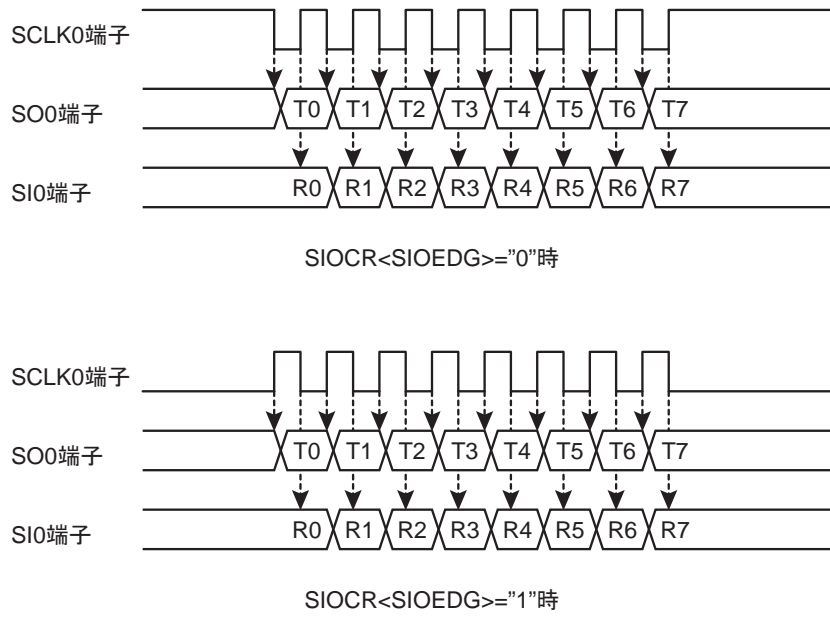 SCLK0端子
SO0端子 T0 T1 T2 T3 T4 T5 T6 T7
SI0端子 R0 R1 R2 R3 R4 R5 R6 R7
SIOCR<SIOEDG>="0"時
SCLK0端子
SO0端子 T0 T1 T2 T3 T4 T5 T6 T7
SI0端子 R0 R1 R2 R3 R4 R5 R6 R7
SIOCR<SIOEDG>="1"時